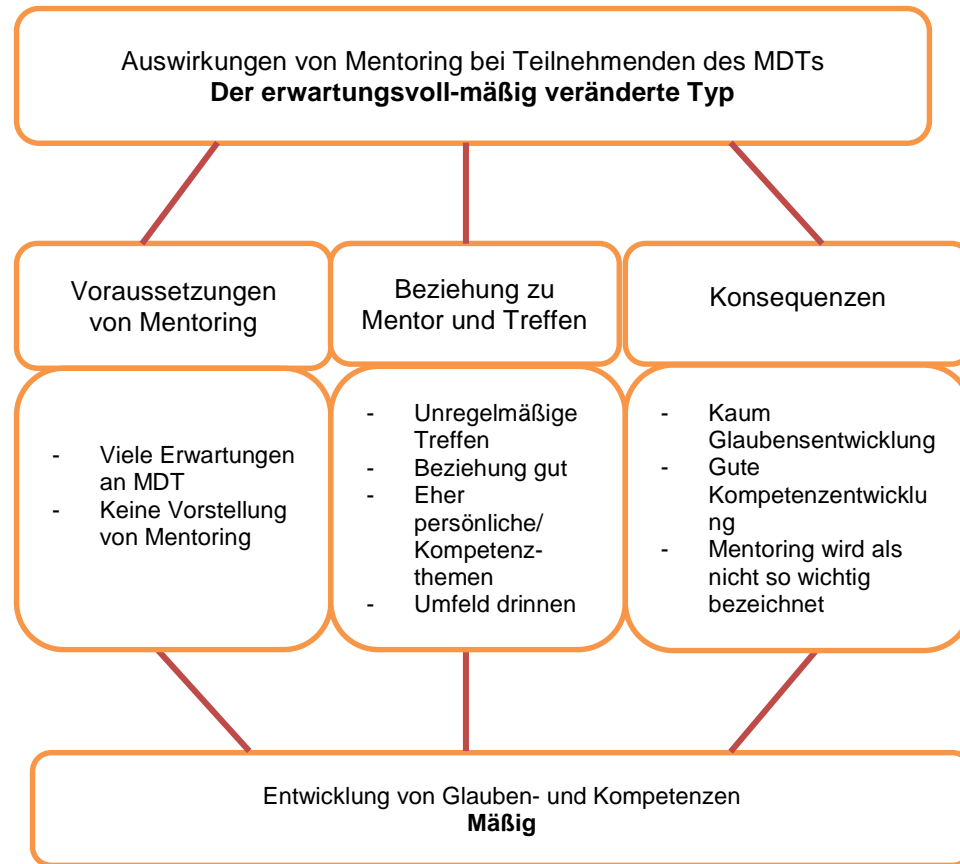 Auswirkungen von Mentoring bei Teilnehmenden des MDTs
Der erwartungsvoll-mäßig veränderte Typ
Voraussetzungen
von Mentoring
Beziehung zu
Mentor und Treffen
Konsequenzen
- Viele Erwartungen
an MDT
- Keine Vorstellung
von Mentoring
- Unregelmäßige
Treffen
- Beziehung gut
- Eher
persönliche/
Kompetenz-
themen
- Umfeld drinnen
- Kaum
Glaubensentwicklung
- Gute
Kompetenzentwicklu
ng
- Mentoring wird als
nicht so wichtig
bezeichnet
Entwicklung von Glauben- und Kompetenzen
Mäßig